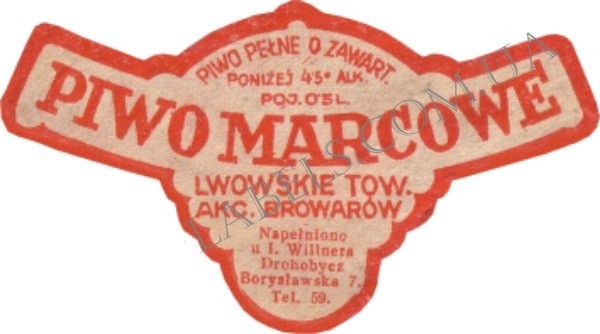 PIWO PEŁNE O ZAWART.
PONIŻEJ 4'5° ALK.
POJ. 0'5 L.
PIWO MARCOWE
LWOWSKIE TOW.
AKC. BROWARÓW
Napełniono
u I. Willnera
Drohobycz
Borysławska 7.
Tel. 59.
LABELS.COM.UA